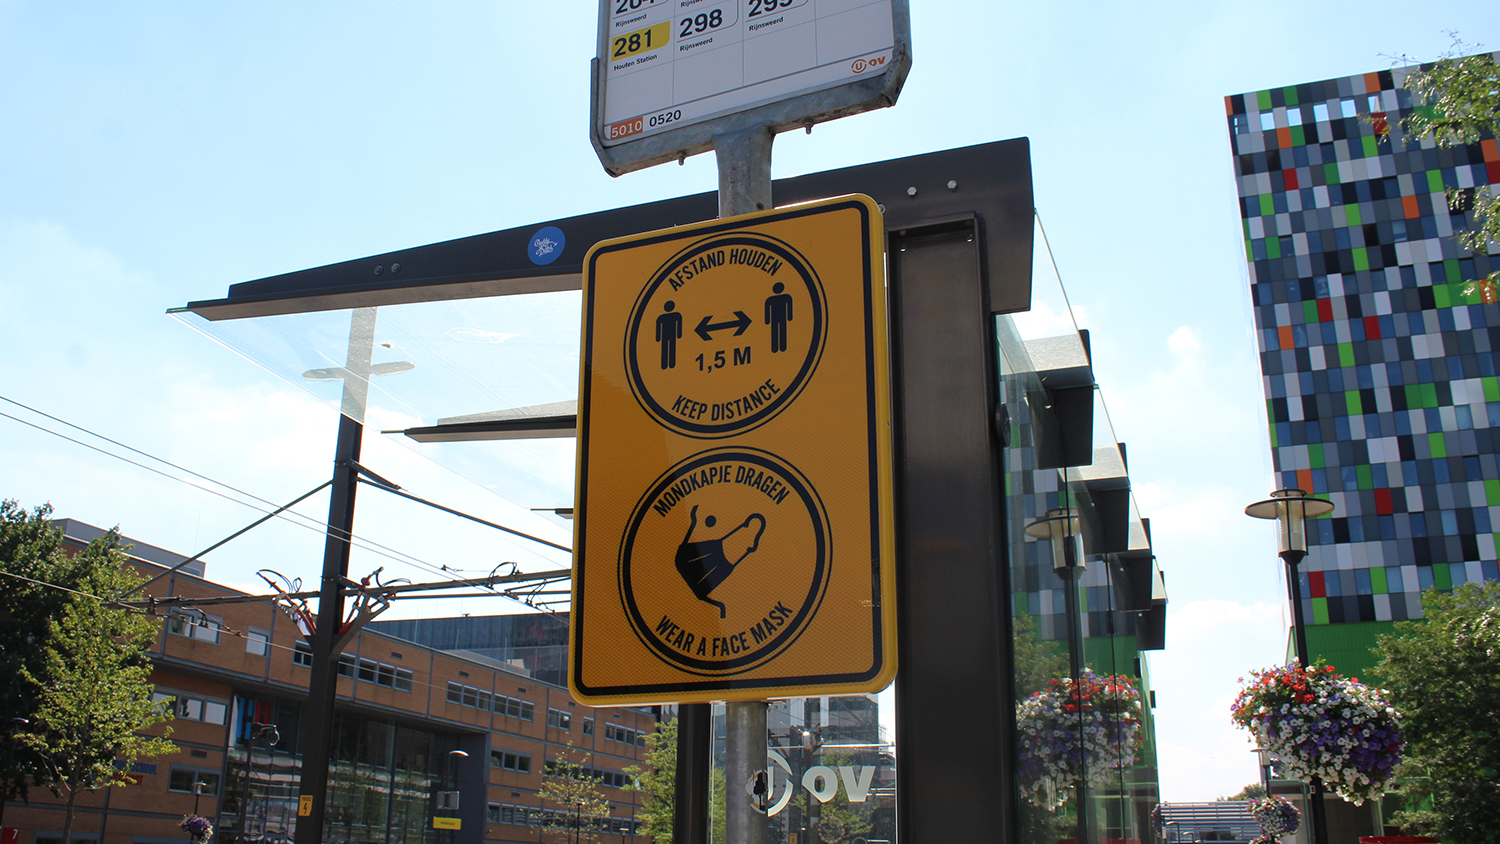 281
Houten Station
298
Rijnsweerd
299
Rijnsweerd
Rijnsweerd
U OV
5010 0520
AFSTAND HOUDEN
1,5 M
KEEP DISTANCE
MONDKAPJE DRAGEN
WEAR A FACE MASK
U OV